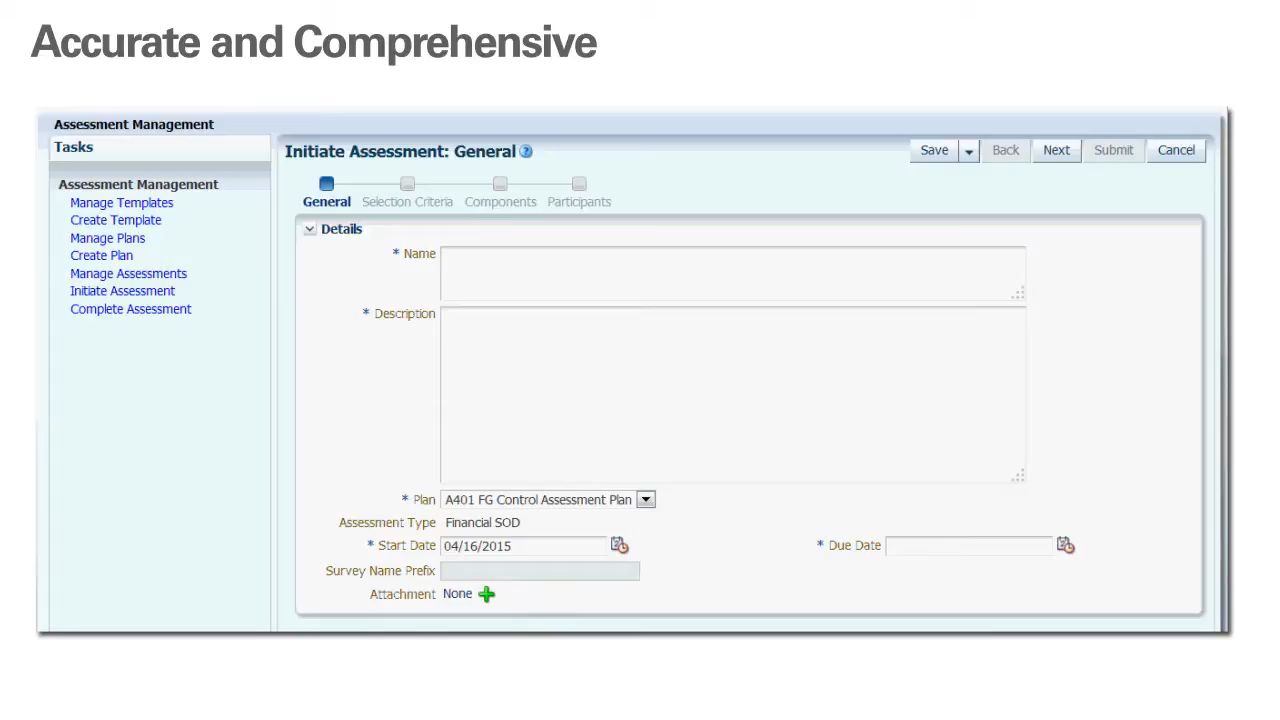 Accurate and Comprehensive
Assessment Management
Tasks
Assessment Management
Manage Templates
Create Template
Manage Plans
Create Plan
Manage Assessments
Initiate Assessment
Complete Assessment
Initiate Assessment: General ?
Save Back Next Submit Cancel
General Selection Criteria Components Participants
Details
* Name
* Description
* Plan A401 FG Control Assessment Plan
Assessment Type Financial SOD
* Start Date 04/16/2015 * Due Date
Survey Name Prefix
Attachment None